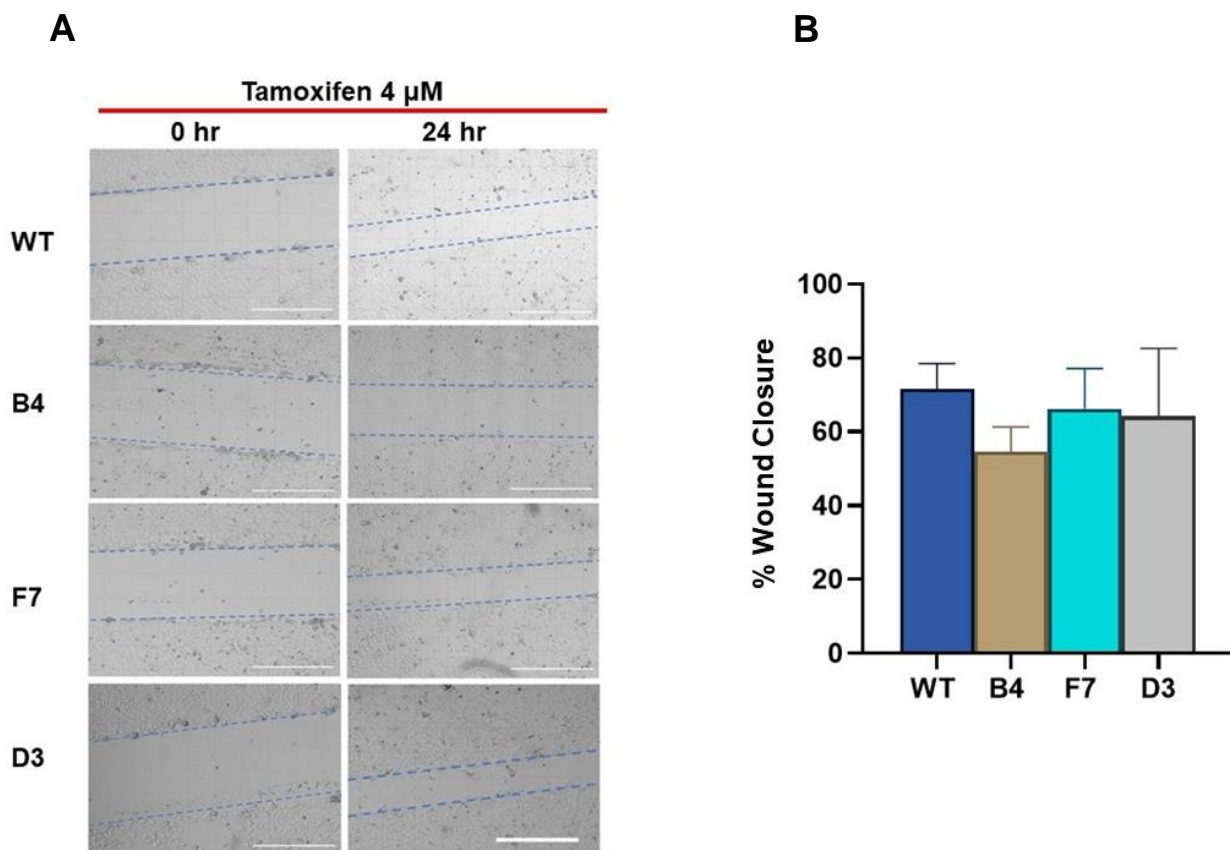 A
B
Tamoxifen 4 µM
0 hr
24 hr
WT
B4
F7
D3
% Wound Closure
100
80
60
40
20
0
WT
B4
F7
D3